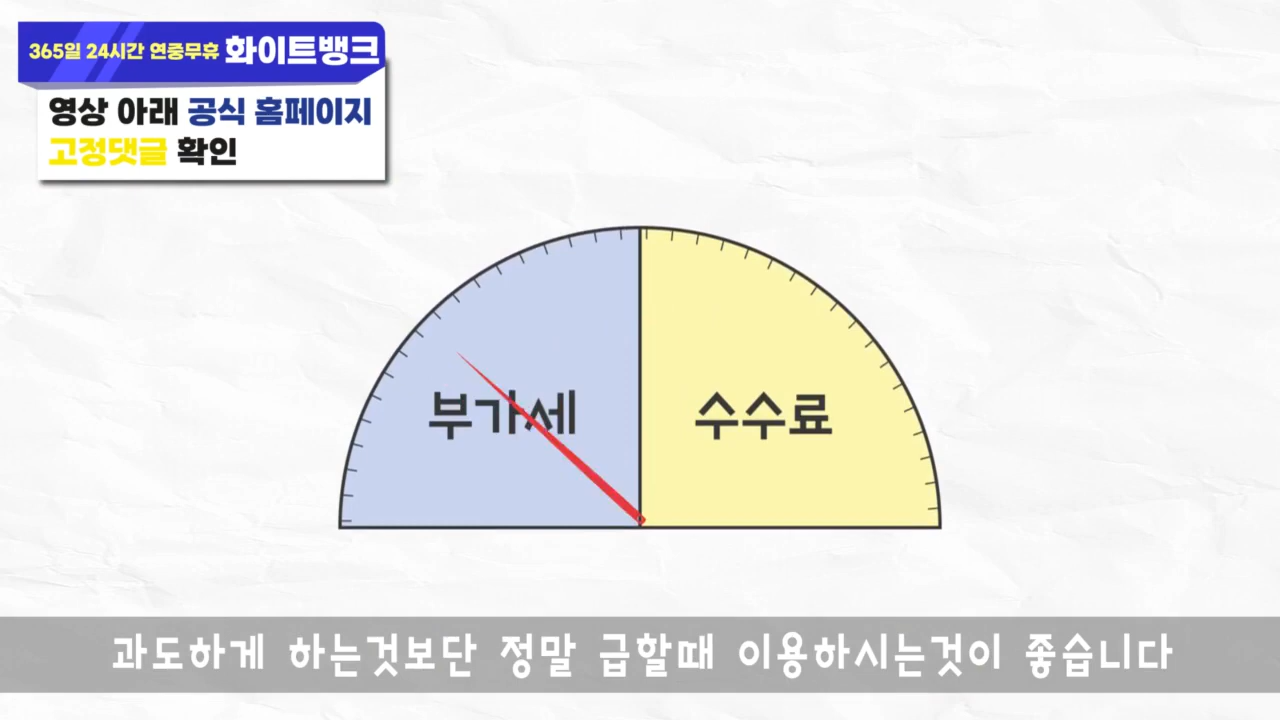 365일 24시간 연중무휴 화이트뱅크
영상 아래 공식 홈페이지
고정댓글 확인
부가세
수수료
과도하게 하는것보단 정말 급할때 이용하시는것이 좋습니다